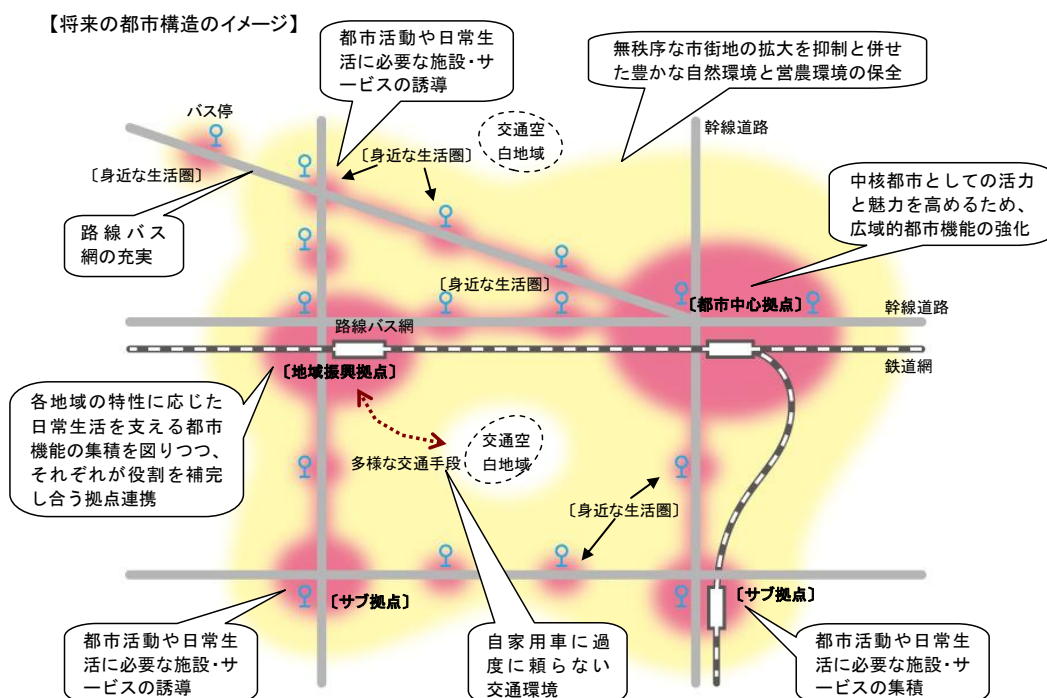 【将来の都市構造のイメージ】
都市活動や日常生
活に必要な施設・サ
ービスの誘導
無秩序な市街地の拡大を抑制と併せ
た豊かな自然環境と営農環境の保全
バス停
交通空
白地域
幹線道路
〔身近な生活圏〕
〔身近な生活圏〕
中核都市としての活力
と魅力を高めるため、
広域的都市機能の強化
路線バス
網の充実
〔身近な生活圏〕
〔都市中心拠点〕
幹線道路
路線バス網
鉄道網
〔地域振興拠点〕
各地域の特性に応じた
日常生活を支える都市
機能の集積を図りつつ、
それぞれが役割を補完
し合う拠点連携
交通空
白地域
多様な交通手段
〔身近な生活圏〕
〔サブ拠点〕
〔サブ拠点〕
都市活動や日常生
活に必要な施設・サ
ービスの誘導
自家用車に過
度に頼らない
交通環境
都市活動や日常生
活に必要な施設・サ
ービスの集積